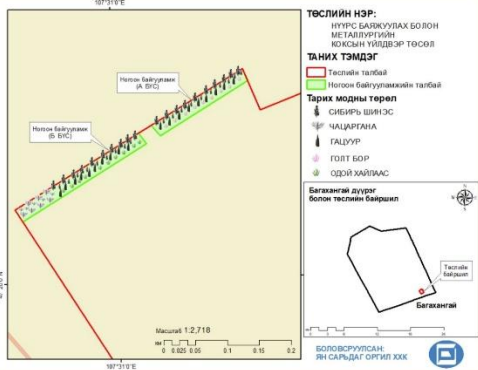 107°31'0"E
ТӨСЛИЙН НЭР:
НҮҮРС БАЯЖУУЛАХ БОЛОН
МЕТАЛЛУРГИЙН
КОКСЫН ҮЙЛДВЭР ТӨСӨЛ
ТАНИХ ТЭМДЭГ
Төслийн талбай
Ногоон байгууламжийн талбай
Тарих модны төрөл
СИБИРЬ ШИНЭС
ЧАЦАРГАНА
ГАЦУУР
ГОЛТ БОР
ОДОЙ ХАЙЛААС
Ногоон байгууламж
(А БҮС)
Ногоон байгууламж
(Б БҮС)
Багахангай дүүрэг
болон төслийн байршил
Төслийн
байршил
Багахангай
Масштаб 1:2,718
км
0 0.025 0.05 0.1 0.15 0.2
107°31'0"E
БОЛОВСРУУЛСАН:
ЯН САРЬДАГ ОРГИЛ ХХК